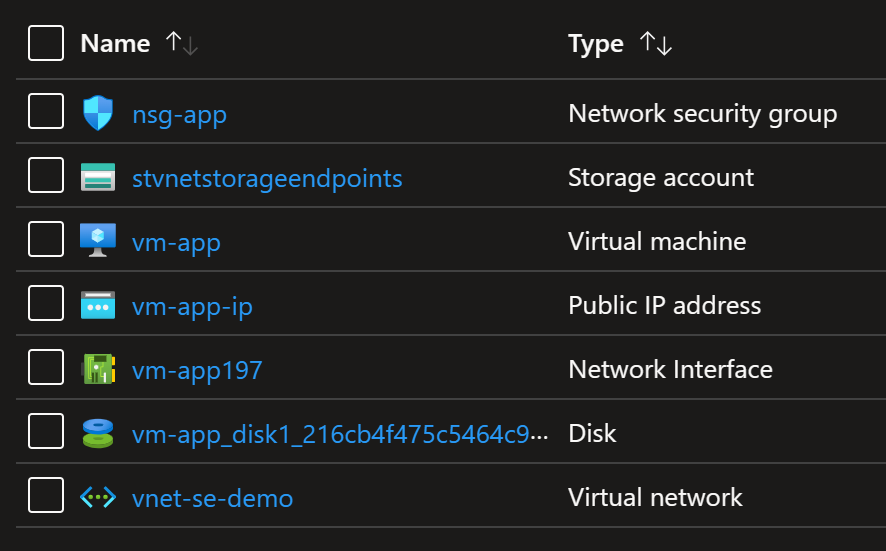 Name ↑↓ Type ↑↓
nsg-app Network security group
stvnetstorageendpoints Storage account
vm-app Virtual machine
vm-app-ip Public IP address
vm-app197 Network Interface
vm-app_disk1_216cb4f475c5464c9... Disk
vnet-se-demo Virtual network